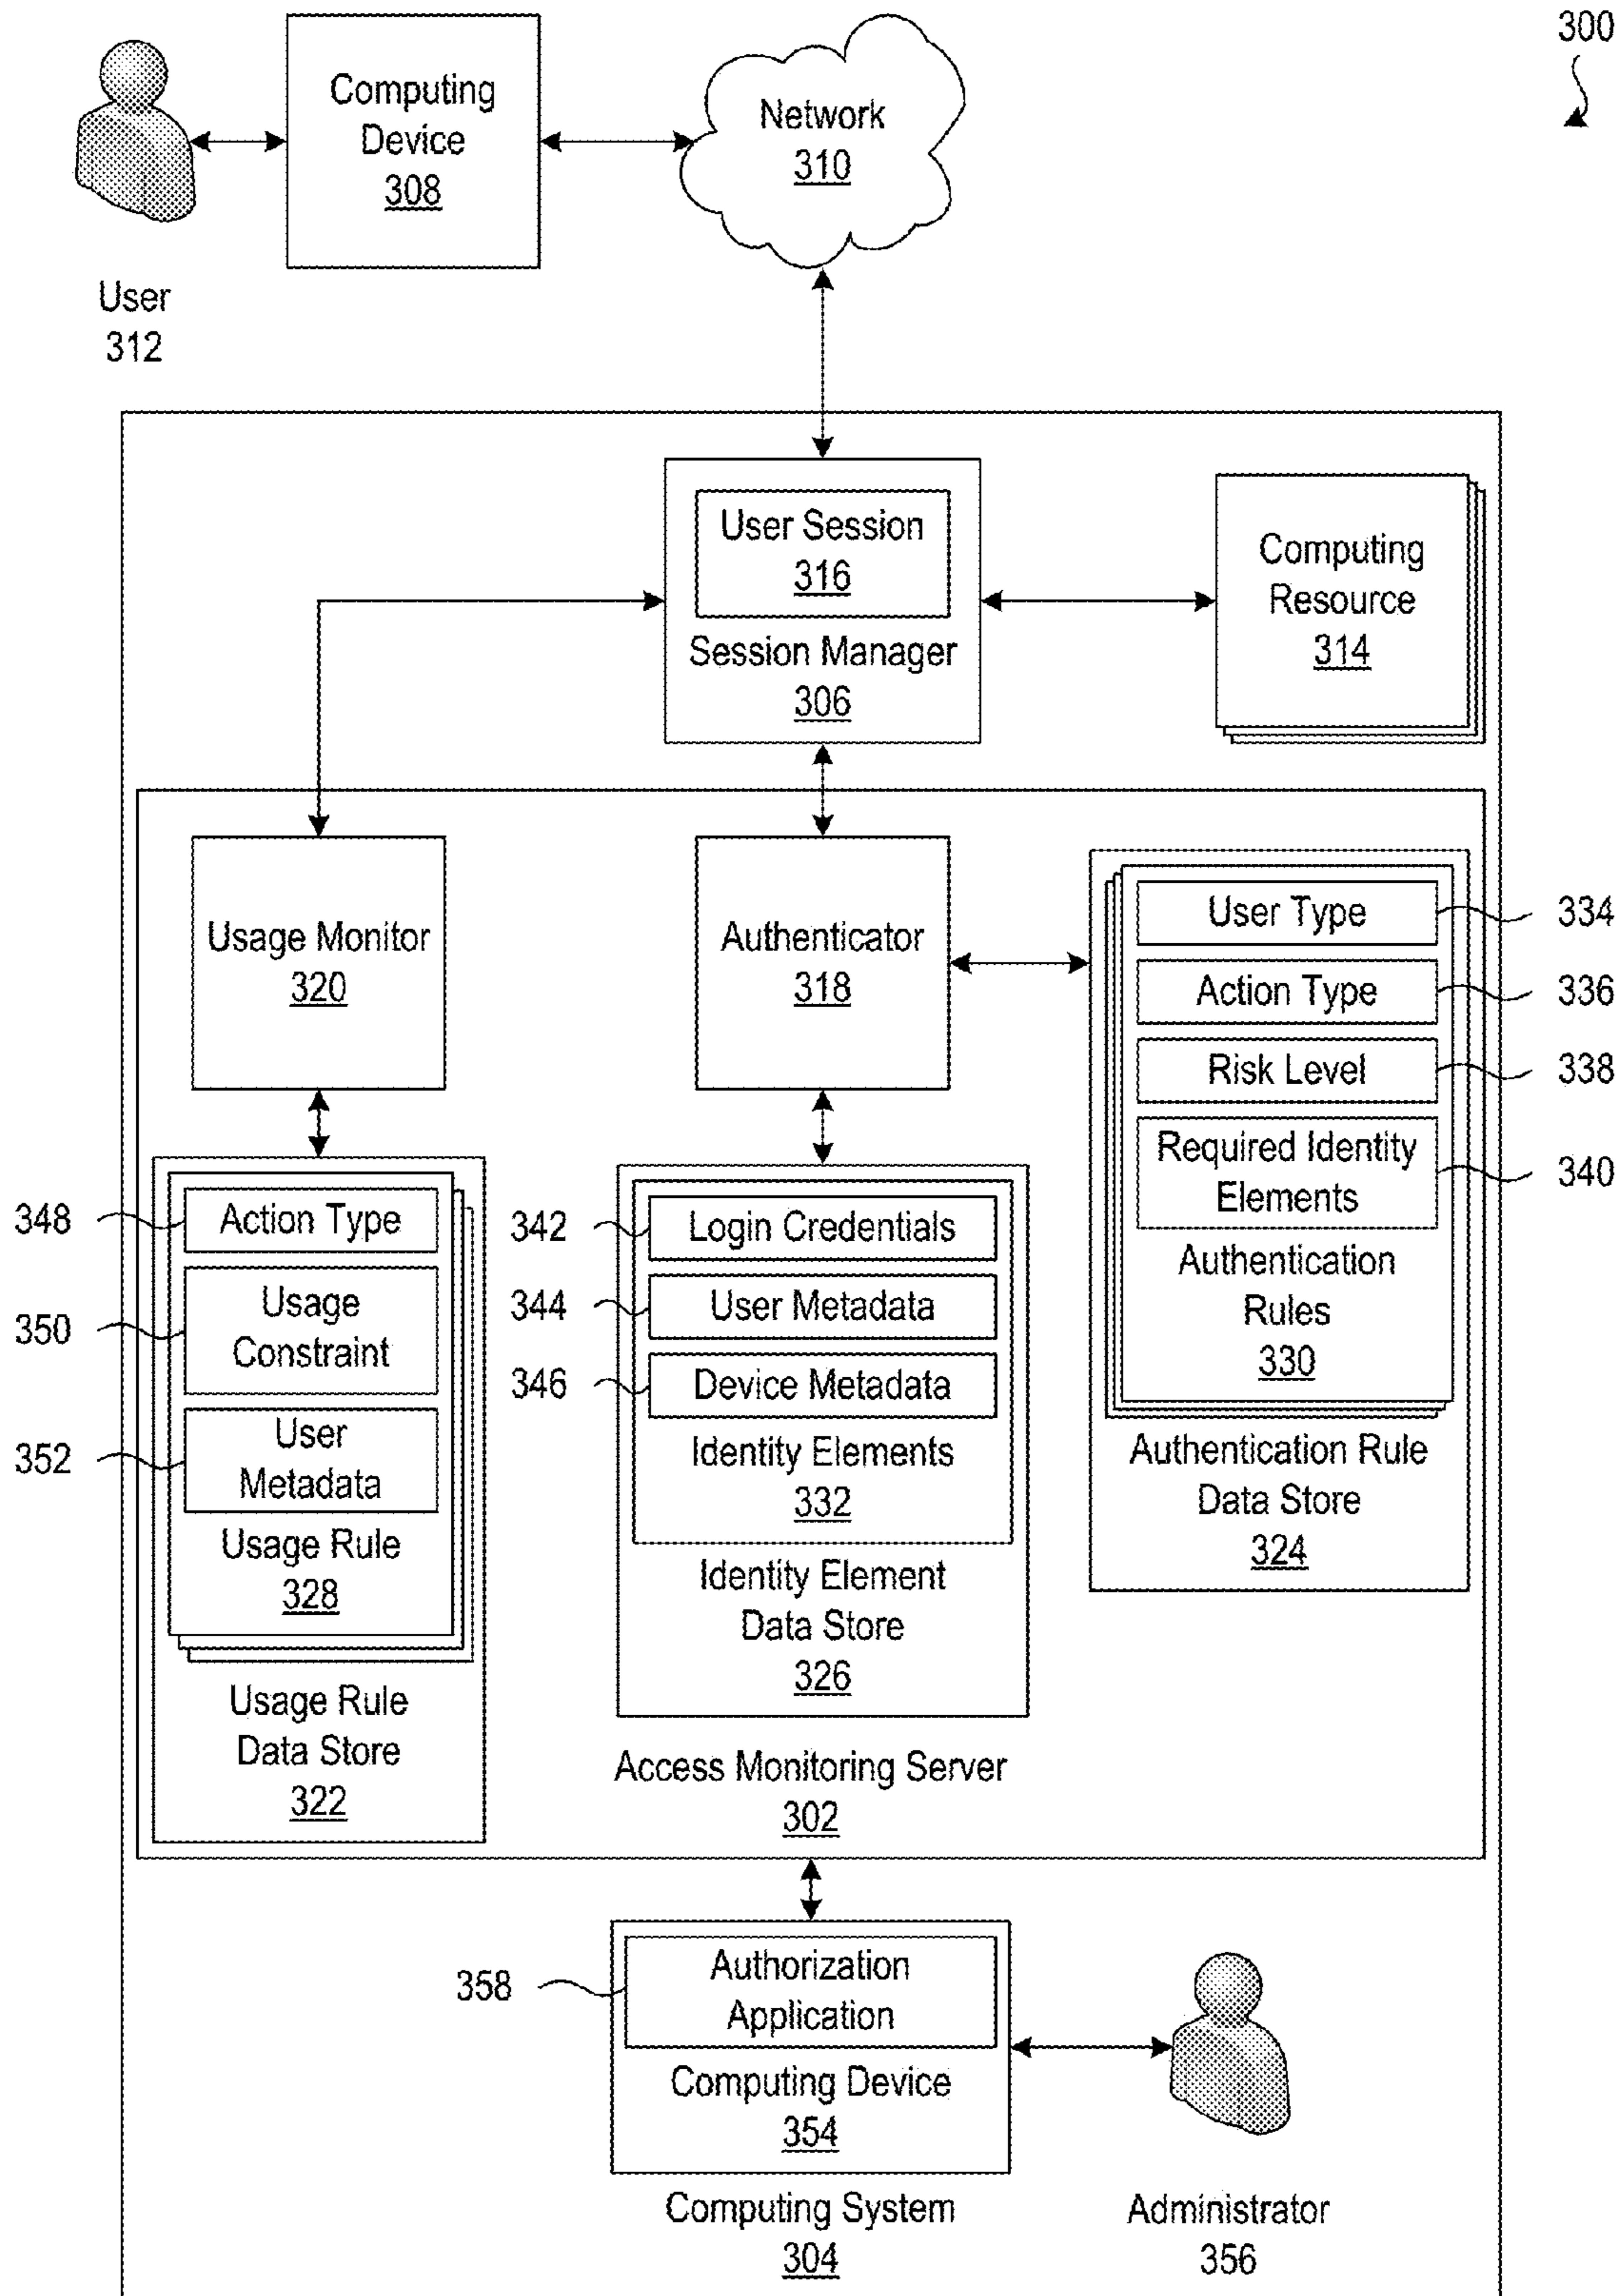 300
Computing
Device
308
Network
310
User
312
User Session
316
Session Manager
306
Computing
Resource
314
Usage Monitor
320
Authenticator
318
User Type
334
Action Type
336
Risk Level
338
Required Identity
Elements
340
Authentication
Rules
330
Authentication Rule
Data Store
324
348
Action Type
350
Usage
Constraint
352
User
Metadata
Usage Rule
328
Usage Rule
Data Store
322
342
Login Credentials
344
User Metadata
346
Device Metadata
Identity Elements
332
Identity Element
Data Store
326
Access Monitoring Server
302
358
Authorization
Application
Computing Device
354
Computing System
304
Administrator
356